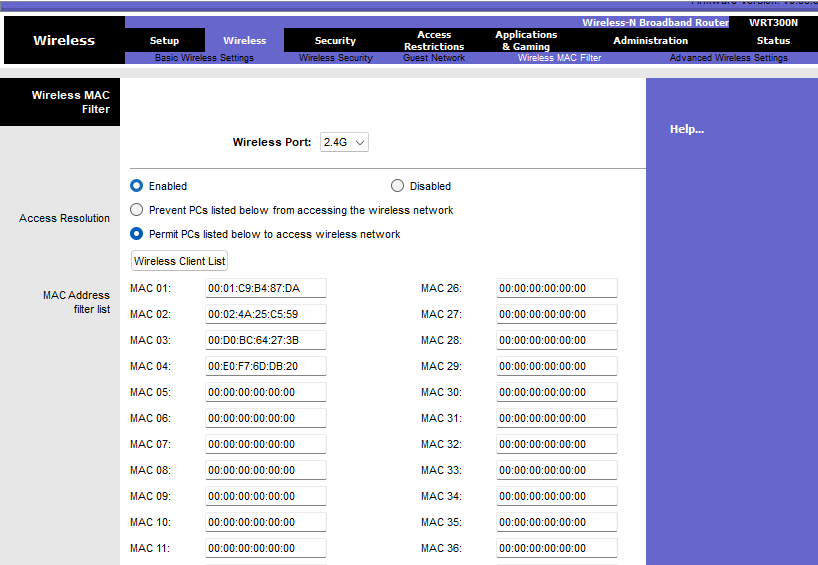 Wireless-N Broadband Router WRT300N
Wireless
Setup Wireless Security Access Restrictions Applications & Gaming Administration Status
Basic Wireless Settings Wireless Security Guest Network Wireless MAC Filter Advanced Wireless Settings
Wireless MAC Filter
Help...
Wireless Port: 2.4G
Enabled Disabled
Access Resolution
Prevent PCs listed below from accessing the wireless network
Permit PCs listed below to access wireless network
Wireless Client List
MAC Address filter list
MAC 01: 00:01:C9:B4:87:DA MAC 26: 00:00:00:00:00:00
MAC 02: 00:02:4A:25:C5:59 MAC 27: 00:00:00:00:00:00
MAC 03: 00:D0:BC:64:27:3B MAC 28: 00:00:00:00:00:00
MAC 04: 00:E0:F7:6D:DB:20 MAC 29: 00:00:00:00:00:00
MAC 05: 00:00:00:00:00:00 MAC 30: 00:00:00:00:00:00
MAC 06: 00:00:00:00:00:00 MAC 31: 00:00:00:00:00:00
MAC 07: 00:00:00:00:00:00 MAC 32: 00:00:00:00:00:00
MAC 08: 00:00:00:00:00:00 MAC 33: 00:00:00:00:00:00
MAC 09: 00:00:00:00:00:00 MAC 34: 00:00:00:00:00:00
MAC 10: 00:00:00:00:00:00 MAC 35: 00:00:00:00:00:00
MAC 11: 00:00:00:00:00:00 MAC 36: 00:00:00:00:00:00